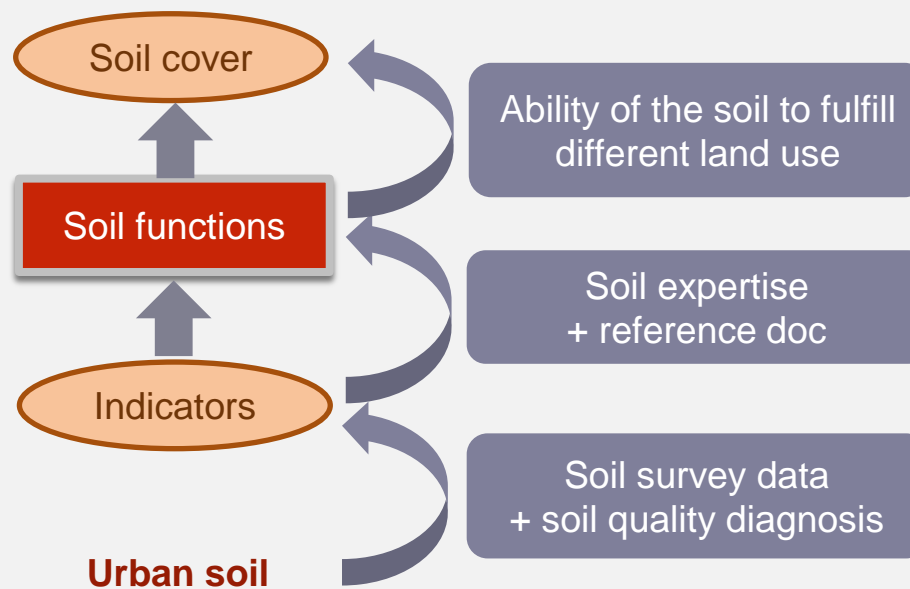 Soil cover
Ability of the soil to fulfill
different land use
Soil functions
Soil expertise
+ reference doc
Indicators
Soil survey data
+ soil quality diagnosis
Urban soil